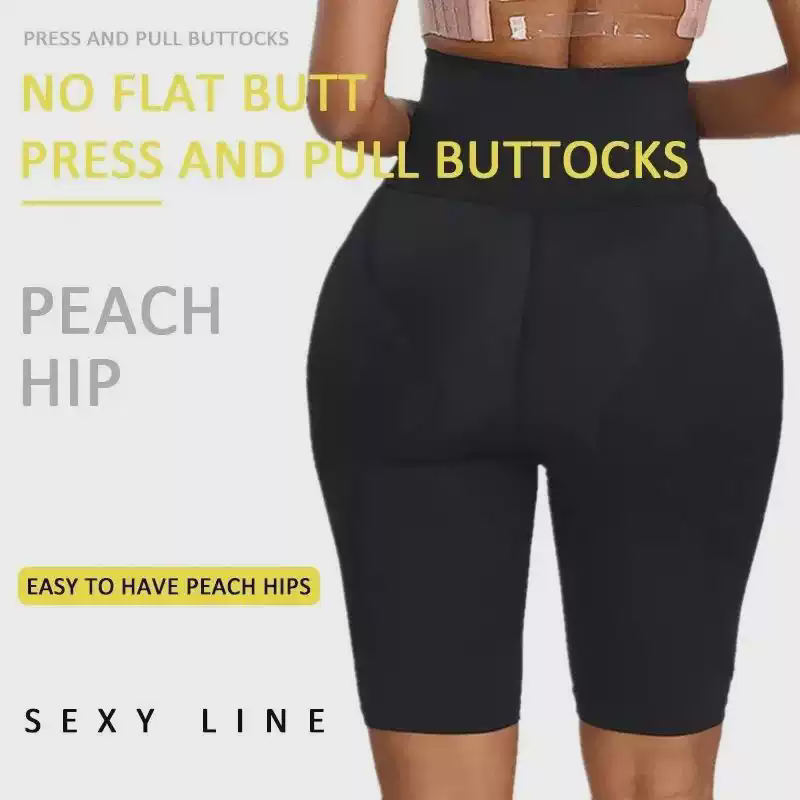 PRESS AND PULL BUTTOCKS
NO FLAT BUTT
PRESS AND PULL BUTTOCKS
PEACH
HIP
EASY TO HAVE PEACH HIPS
SEXY LINE